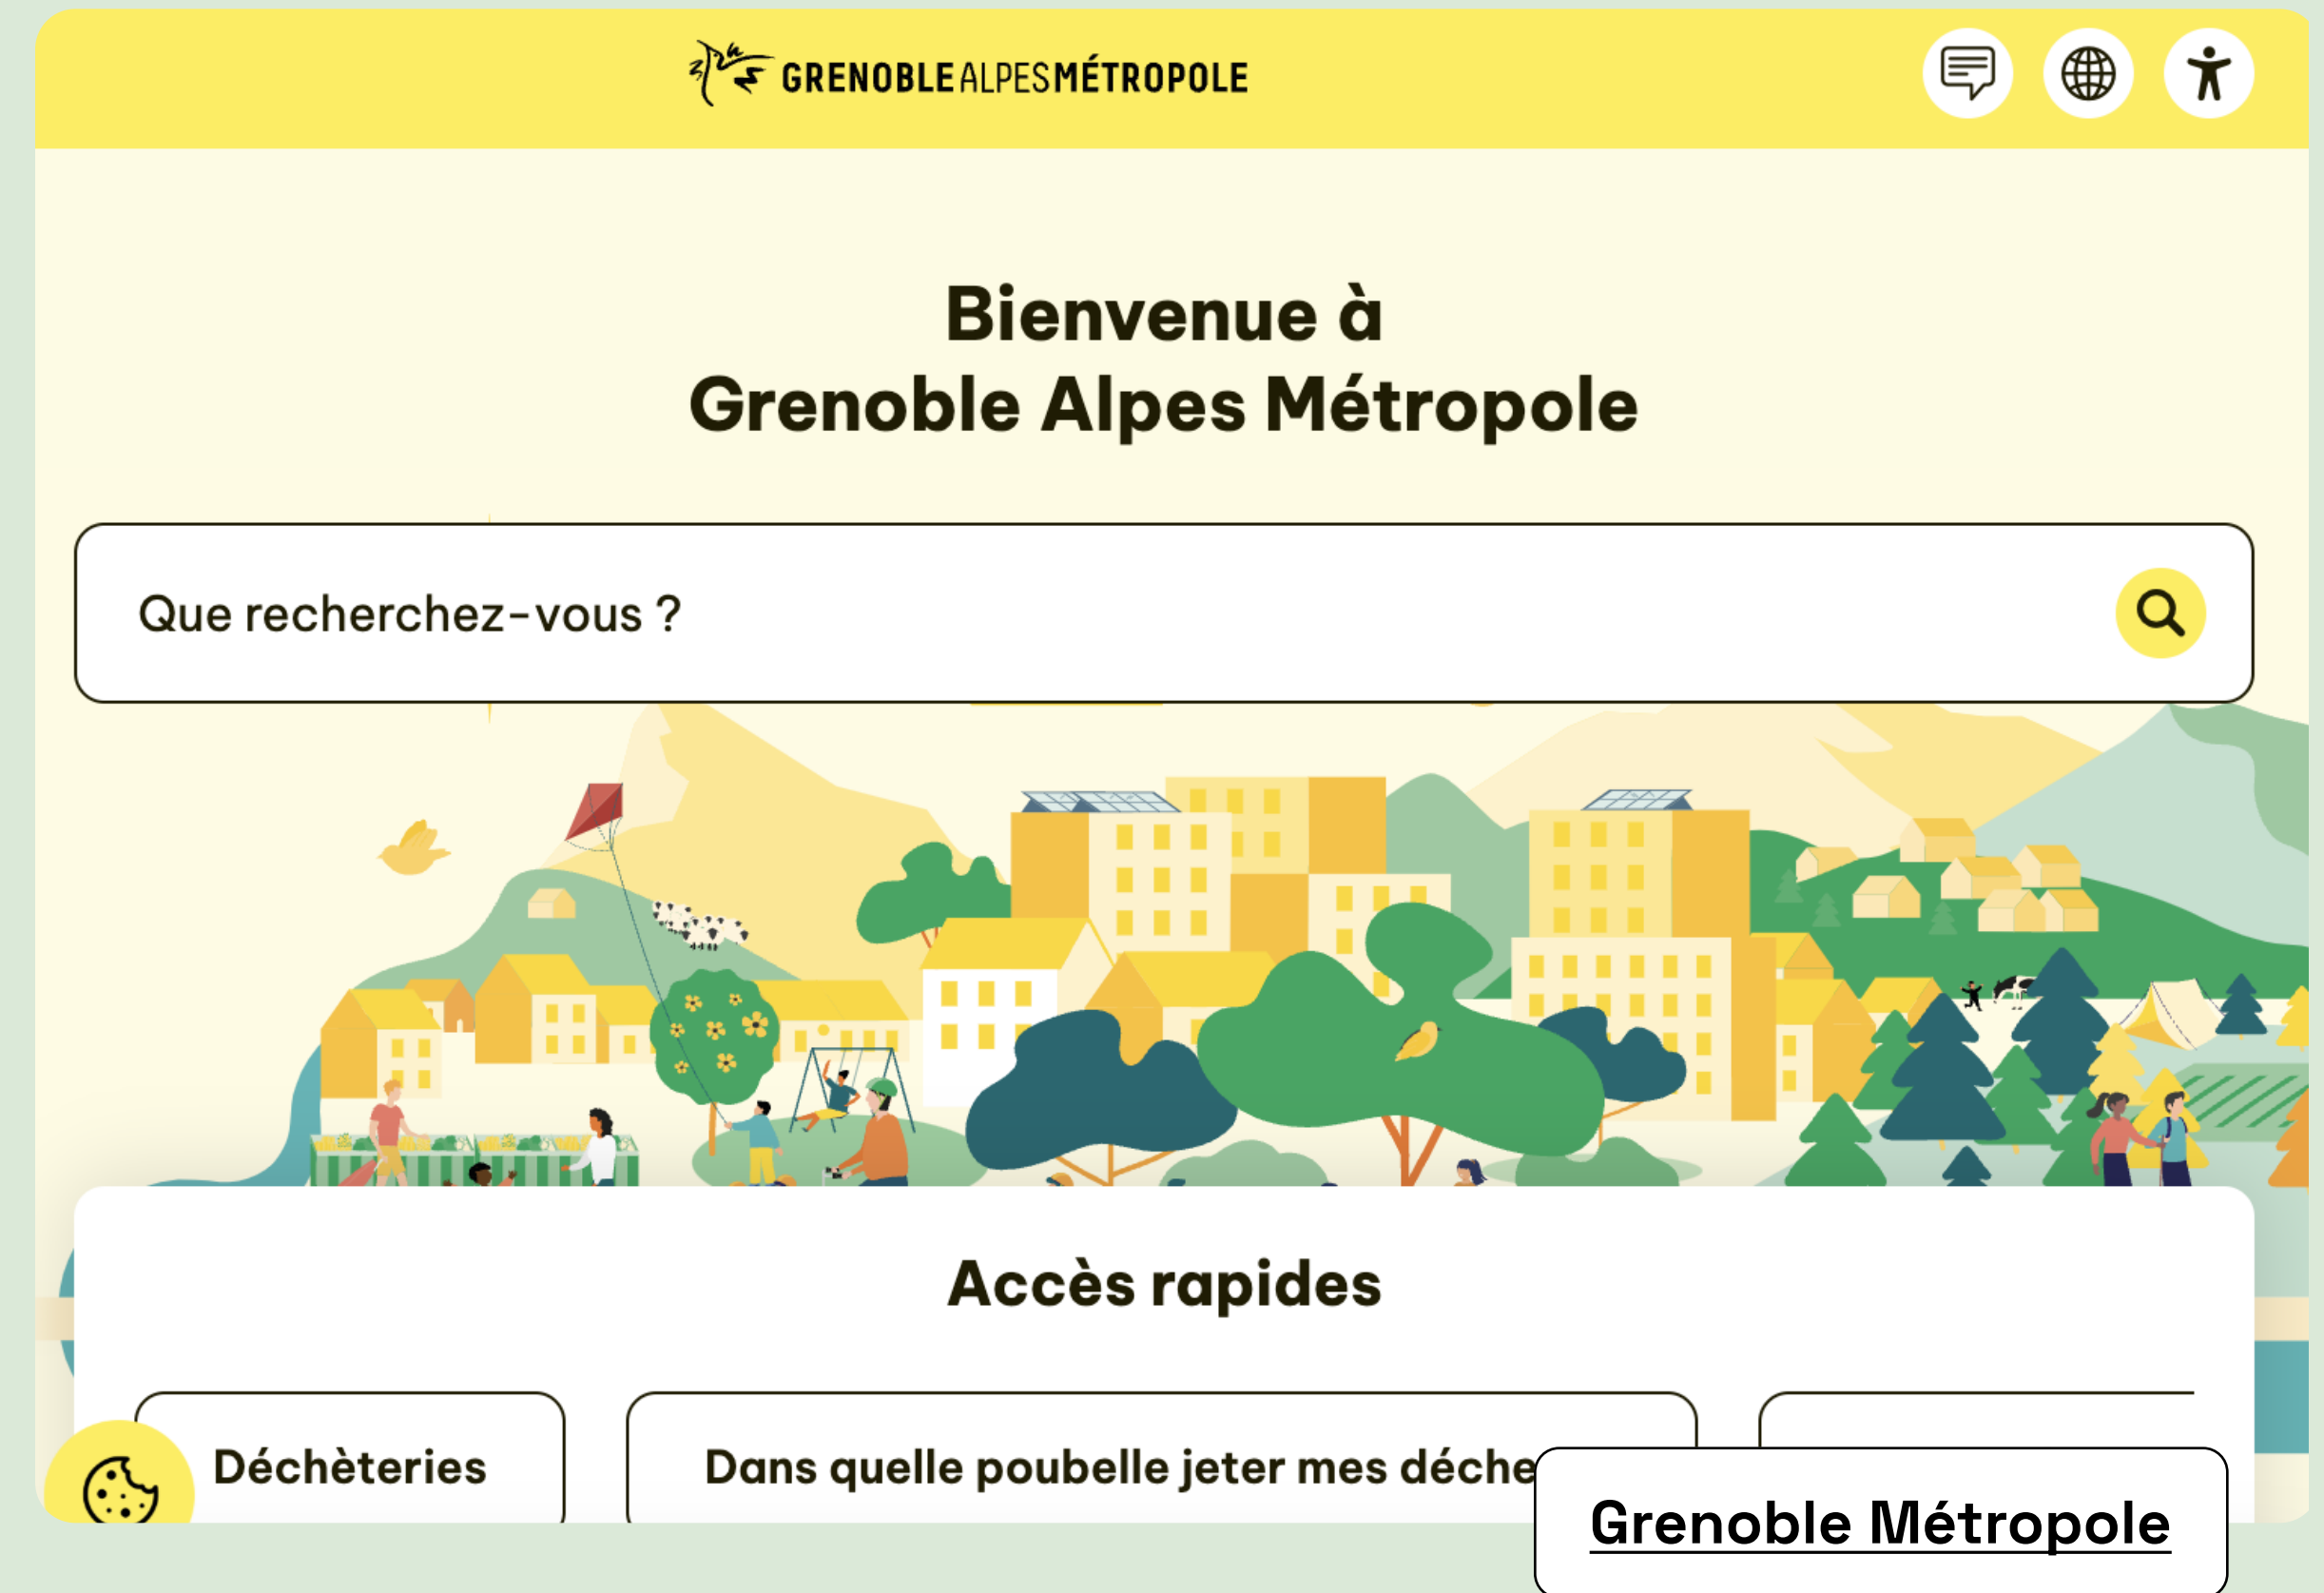 GRENOBLE ALPES MÉTROPOLE
Bienvenue à
Grenoble Alpes Métropole
Que recherchez-vous ?
Accès rapides
Déchèteries
Dans quelle poubelle jeter mes déche
Grenoble Métropole